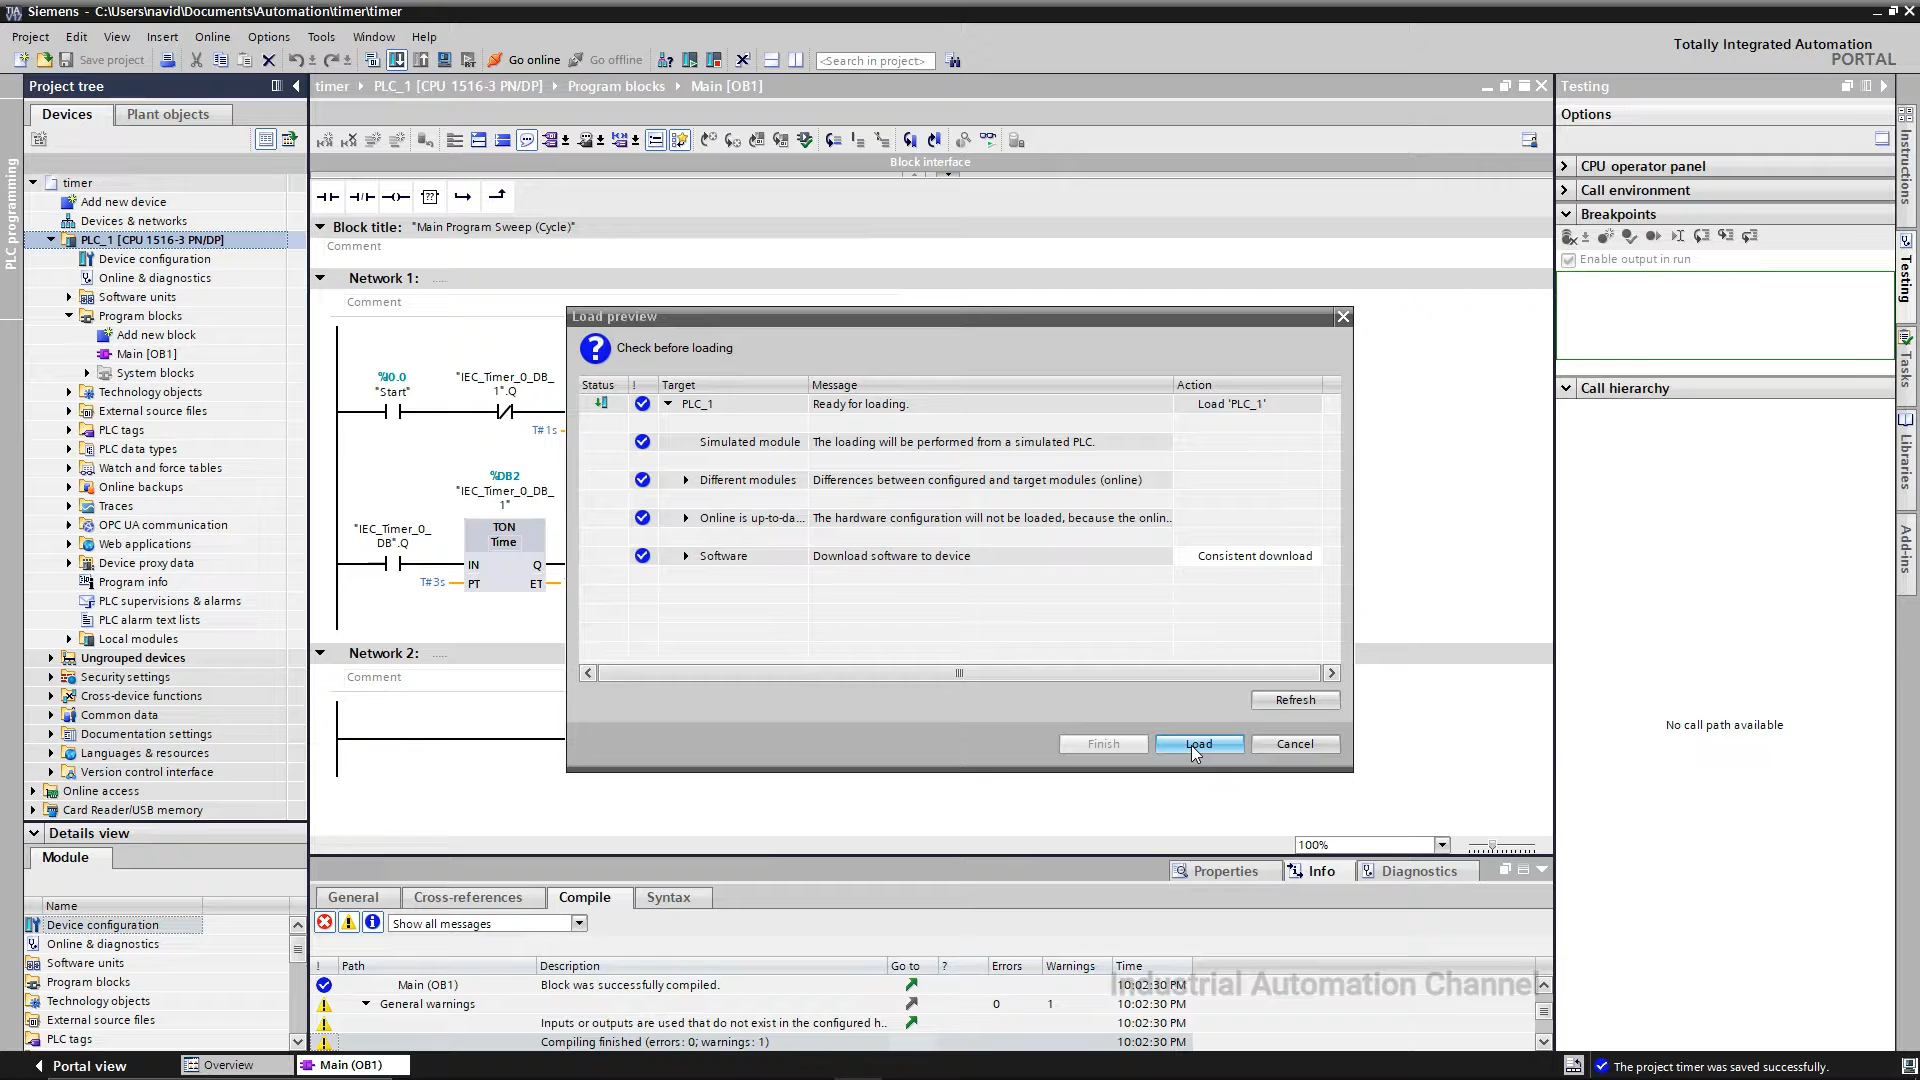 Siemens - C:\Users\navid\Documents\Automation\timer\timer
Project Edit View Insert Online Options Tools Window Help
Totally Integrated Automation
PORTAL
Save project
Go online
Go offline
<Search in project>
Project tree
Devices
Plant objects
PLC programming
timer
Add new device
Devices & networks
PLC_1 [CPU 1516-3 PN/DP]
Device configuration
Online & diagnostics
Software units
Program blocks
Add new block
Main [OB1]
System blocks
Technology objects
External source files
PLC tags
PLC data types
Watch and force tables
Online backups
Traces
OPC UA communication
Web applications
Device proxy data
Program info
PLC supervisions & alarms
PLC alarm text lists
Local modules
Ungrouped devices
Security settings
Cross-device functions
Common data
Documentation settings
Languages & resources
Version control interface
Online access
Card Reader/USB memory
Details view
Module
Name
Device configuration
Online & diagnostics
Software units
Program blocks
Technology objects
External source files
PLC tags
timer PLC_1 [CPU 1516-3 PN/DP] Program blocks Main [OB1]
Block interface
Block title: "Main Program Sweep (Cycle)"
Comment
Network 1: .....
Comment
%I0.0
"Start"
"IEC_Timer_0_DB_
1".Q
T#1s
%DB2
"IEC_Timer_0_DB_
1"
"IEC_Timer_0_
DB".Q
TON
Time
IN Q
T#3s PT ET
Network 2: .....
Comment
100%
Load preview
Check before loading
Status ! Target Message Action
PLC_1 Ready for loading. Load 'PLC_1'
Simulated module The loading will be performed from a simulated PLC.
Different modules Differences between configured and target modules (online)
Online is up-to-da... The hardware configuration will not be loaded, because the onlin..
Software Download software to device Consistent download
Refresh
Finish Load Cancel
Properties Info Diagnostics
General Cross-references Compile Syntax
Show all messages
! Path Description Go to ? Errors Warnings Time
Main (OB1) Block was successfully compiled. 10:02:30 PM
General warnings 0 1 10:02:30 PM
Inputs or outputs are used that do not exist in the configured h.. 10:02:30 PM
Compiling finished (errors: 0; warnings: 1) 10:02:30 PM
Industrial Automation Channel
Testing
Options
CPU operator panel
Call environment
Breakpoints
Enable output in run
Call hierarchy
No call path available
Instructions
Testing
Tasks
Libraries
Add-ins
Portal view
Overview
Main (OB1)
The project timer was saved successfully.